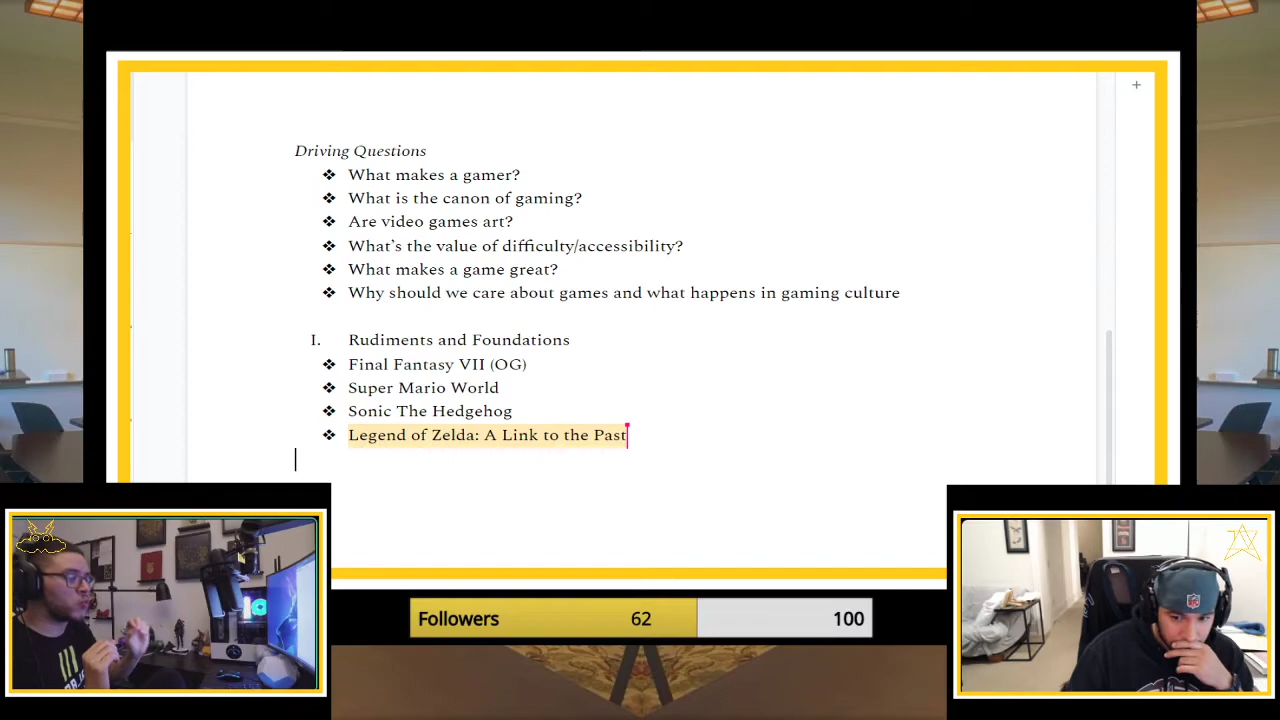 Driving Questions
❖ What makes a gamer?
❖ What is the canon of gaming?
❖ Are video games art?
❖ What’s the value of difficulty/accessibility?
❖ What makes a game great?
❖ Why should we care about games and what happens in gaming culture
I. Rudiments and Foundations
❖ Final Fantasy VII (OG)
❖ Super Mario World
❖ Sonic The Hedgehog
❖ Legend of Zelda: A Link to the Past
Followers 62 100